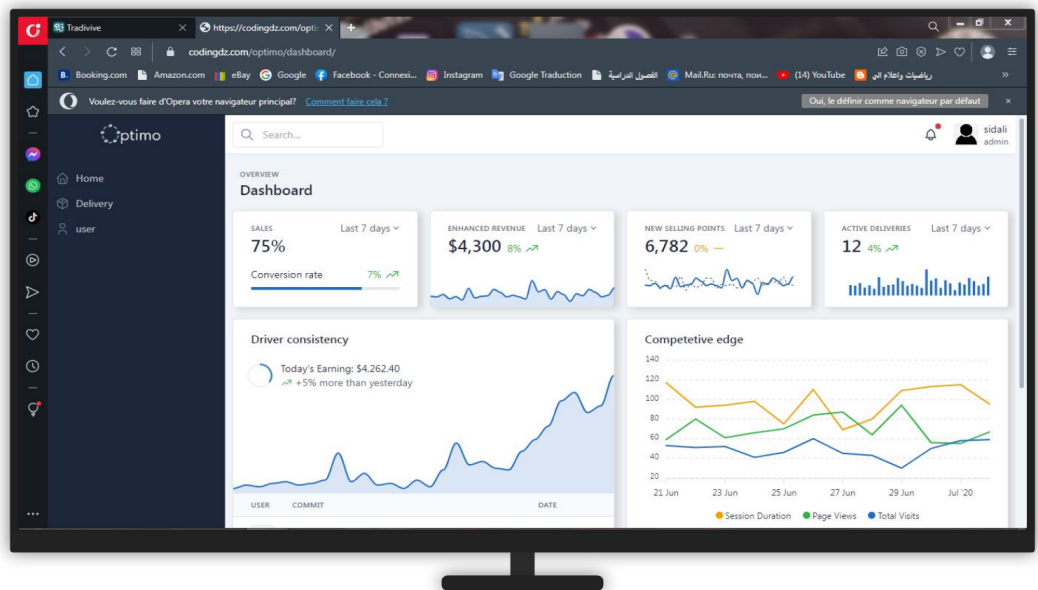 Tradivive
https://codingdz.com/opti
codingdz.com/optimo/dashboard/
Booking.com Amazon.com eBay Google Facebook - Connexi... Instagram Google Traduction الفصول الدراسية Mail.Ru: почта, пои... (14) YouTube رياضيات واعلام الي
Voulez-vous faire d'Opera votre navigateur principal? Comment faire cela ? Oui, le définir comme navigateur par défaut
Optimo
Search...
sidali
admin
Home
Delivery
user
OVERVIEW
Dashboard
SALES Last 7 days
75%
Conversion rate 7%
ENHANCED REVENUE Last 7 days
$4,300 8%
NEW SELLING POINTS Last 7 days
6,782 0%
ACTIVE DELIVERIES Last 7 days
12 4%
Driver consistency
Today's Earning: $4,262.40
+5% more than yesterday
USER COMMIT DATE
Competetive edge
140
120
100
80
60
40
20
21 Jun 23 Jun 25 Jun 27 Jun 29 Jun Jul '20
Session Duration Page Views Total Visits